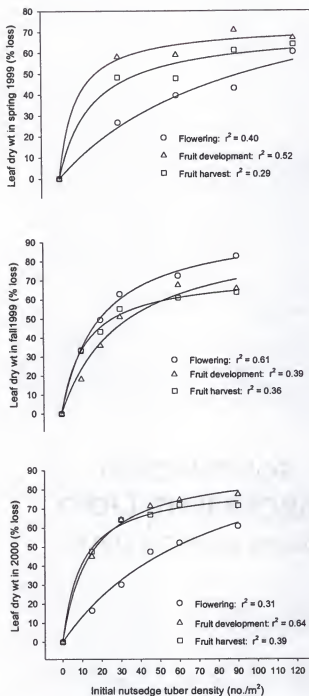 80
70
60
50
40
30
20
10
0
Leaf dry wt in spring 1999 (% loss)
Flowering: r² = 0.40
Fruit development: r² = 0.52
Fruit harvest: r² = 0.29
90
80
70
60
50
40
30
20
10
0
Leaf dry wt in fall1999 (% loss)
Flowering: r² = 0.61
Fruit development: r² = 0.39
Fruit harvest: r² = 0.36
90
80
70
60
50
40
30
20
10
0
Leaf dry wt in 2000 (% loss)
Flowering: r² = 0.31
Fruit development: r² = 0.64
Fruit harvest: r² = 0.39
0 10 20 30 40 50 60 70 80 90 100 110 120
Initial nutsedge tuber density (no./m²)